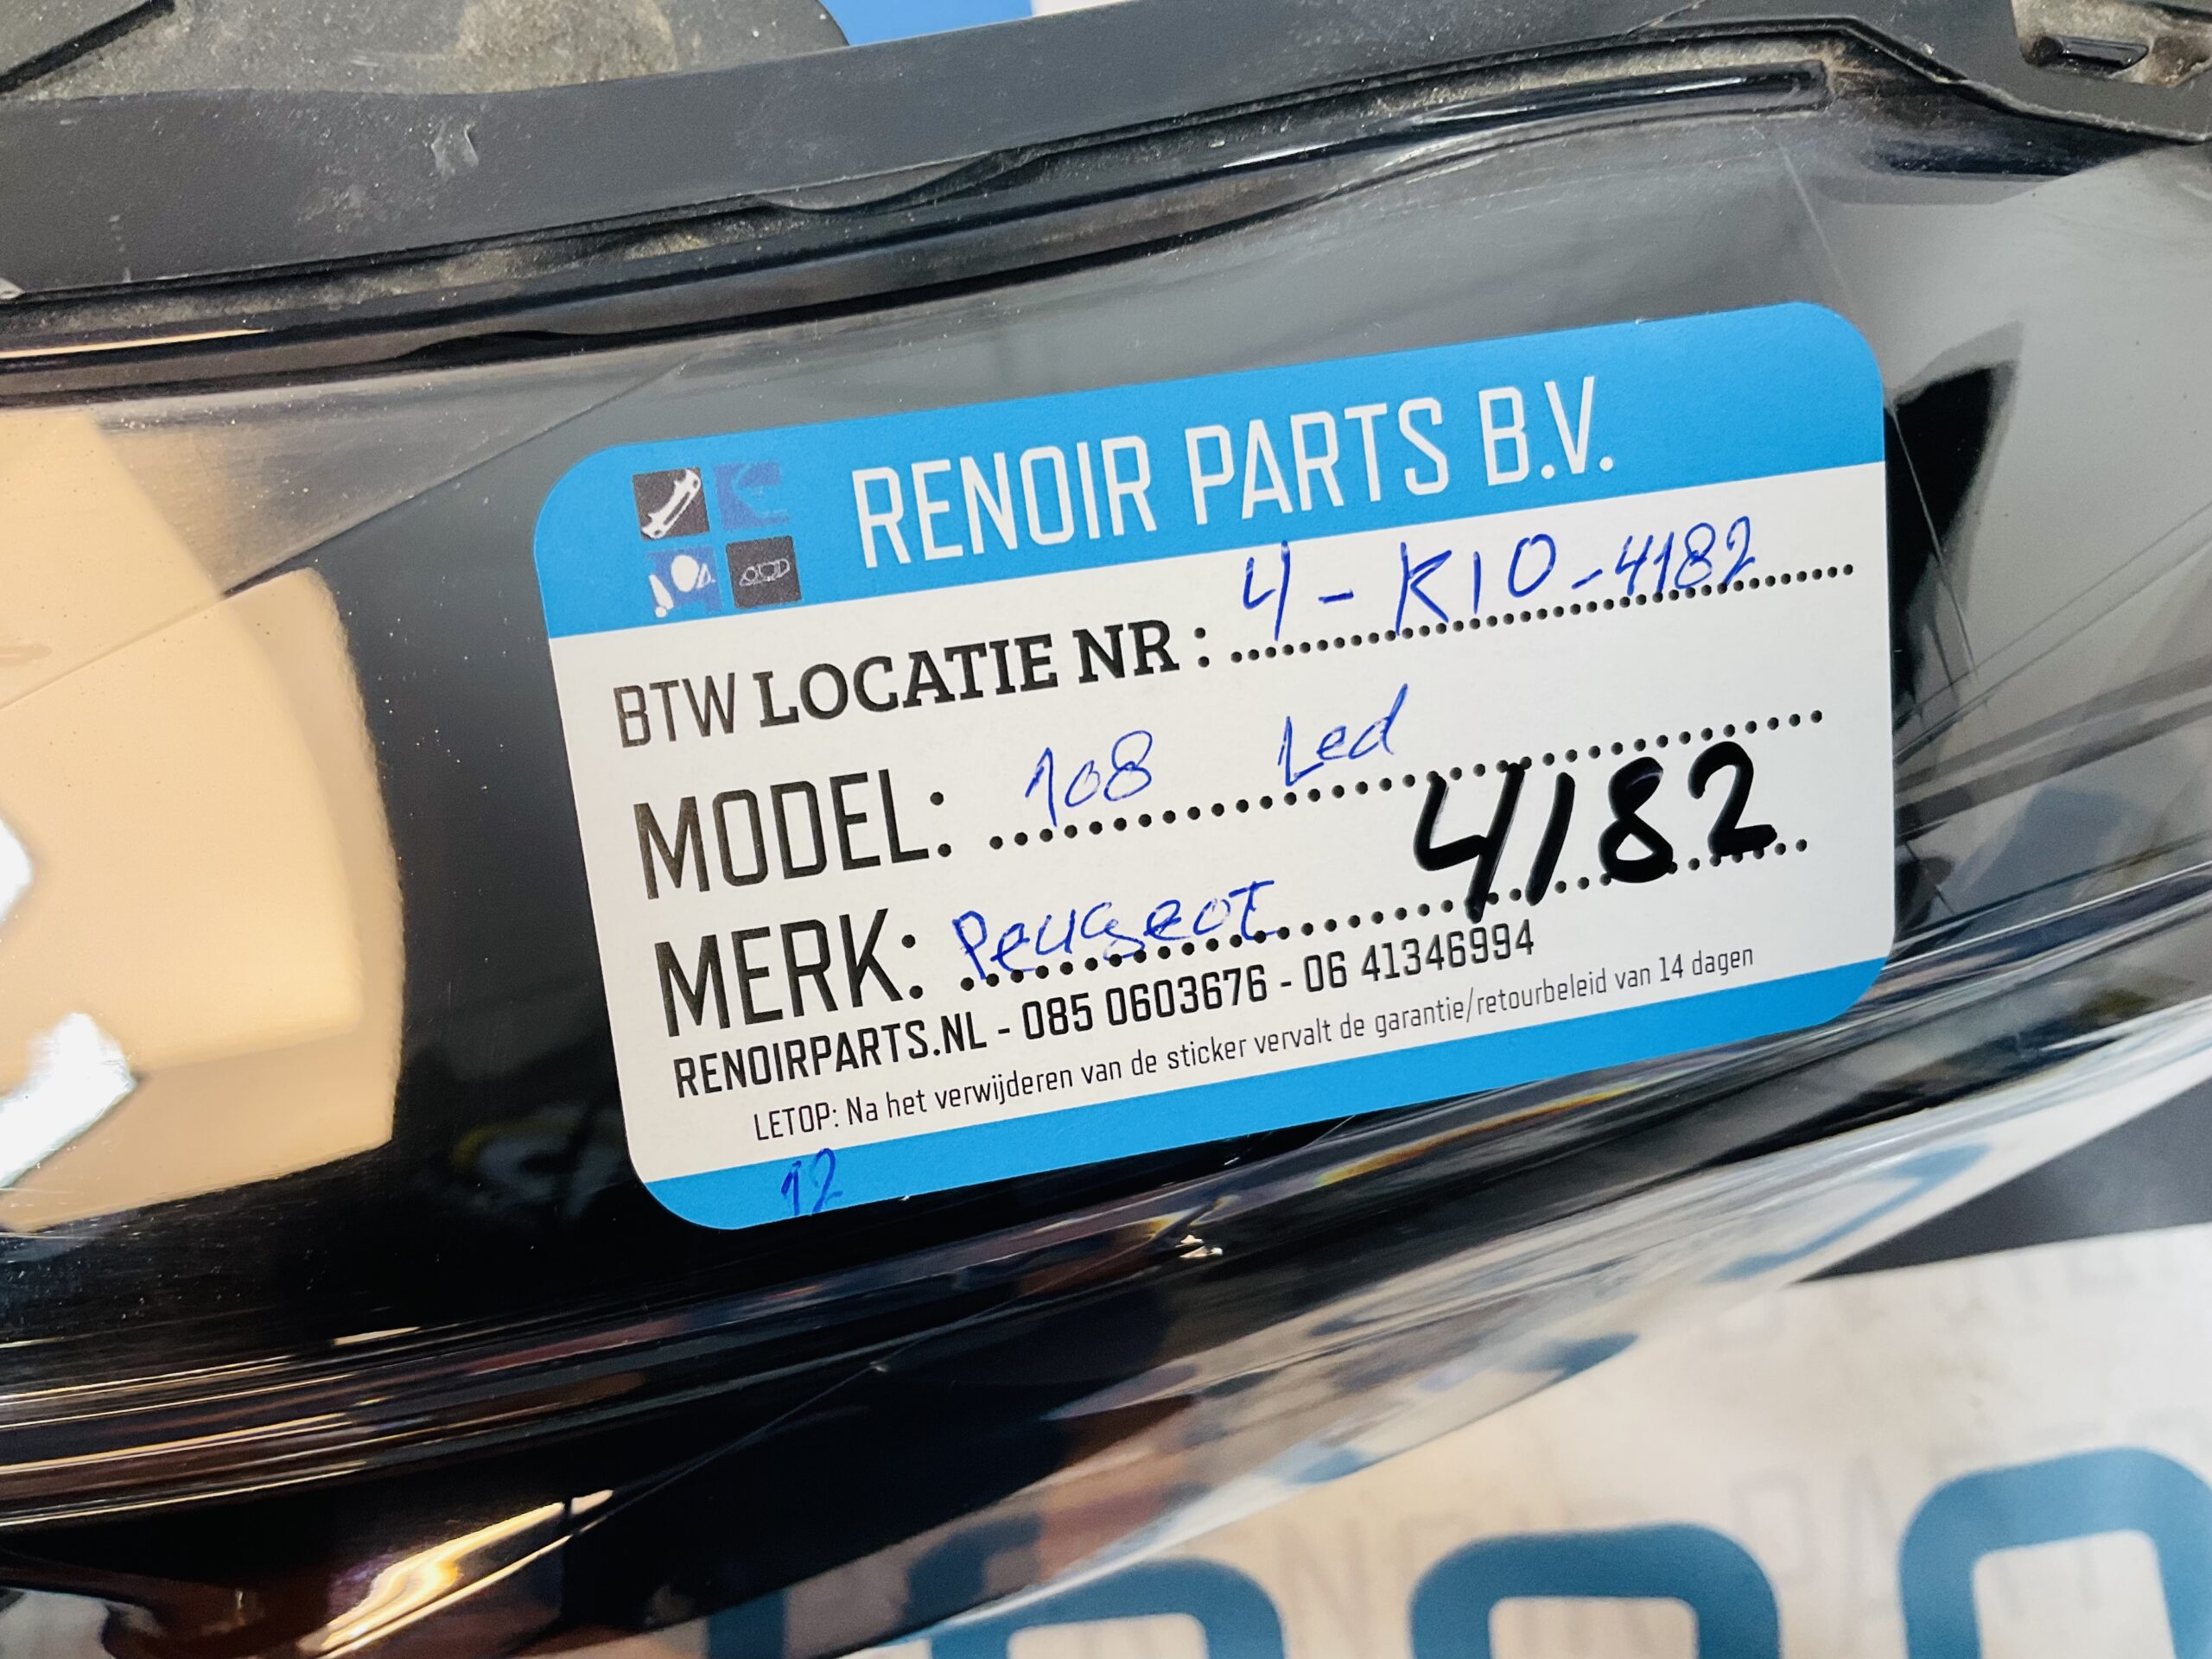 RENOIR PARTS B.V.
BTW LOCATIE NR : 4-K10-4182
MODEL: 108 Led
4182
MERK: Peugeot
RENOIRPARTS.NL - 085 0603676 - 06 41346994
LETOP: Na het verwijderen van de sticker vervalt de garantie/retourbeleid van 14 dagen
12